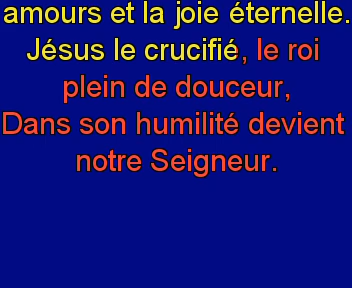 amours et la joie éternelle.
Jésus le crucifié, le roi
plein de douceur,
Dans son humilité devient
notre Seigneur.